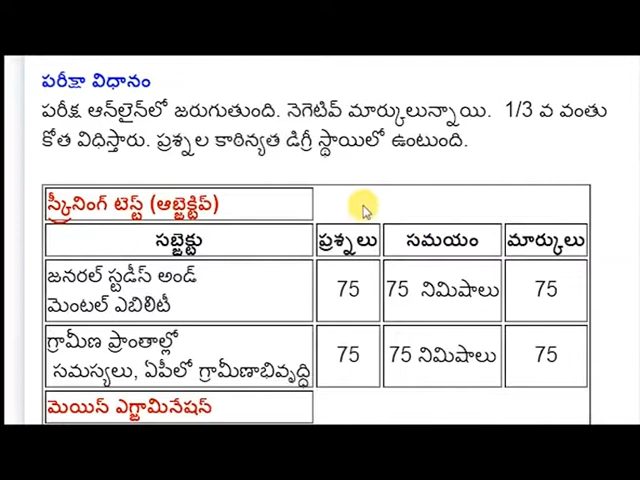 పరీక్షా విధానం
పరీక్ష ఆన్‌లైన్‌లో జరుగుతుంది. నెగెటివ్ మార్కులున్నాయి. 1/3 వ వంతు
కోత విదిస్తారు. ప్రశ్నల కాఠిన్యత డిగ్రీ స్థాయిలో ఉంటుంది.
స్క్రీనింగ్ టెస్ట్ (ఆబ్జెక్టివ్)
సబ్జెక్టు ప్రశ్నలు సమయం మార్కులు
జనరల్ స్టడీస్ అండ్
మెంటల్ ఎబిలిటీ 75 75 నిమిషాలు 75
గ్రామీణ ప్రాంతాల్లో
సమస్యలు, ఏపీలో గ్రామీణాభివృద్ధి 75 75 నిమిషాలు 75
మెయిన్ ఎగ్జామినేషన్